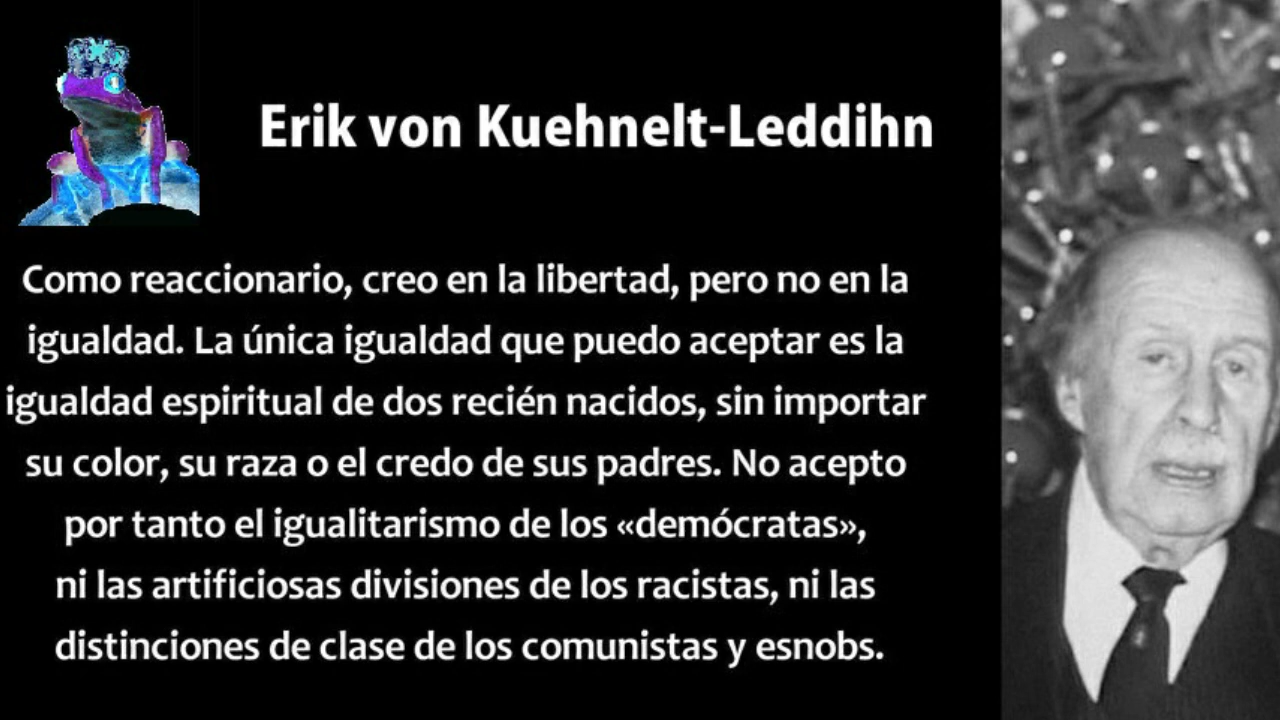 Erik von Kuehnelt-Leddihn
Como reaccionario, creo en la libertad, pero no en la
igualdad. La única igualdad que puedo aceptar es la
igualdad espiritual de dos recién nacidos, sin importar
su color, su raza o el credo de sus padres. No acepto
por tanto el igualitarismo de los «demócratas»,
ni las artificiosas divisiones de los racistas, ni las
distinciones de clase de los comunistas y esnobs.